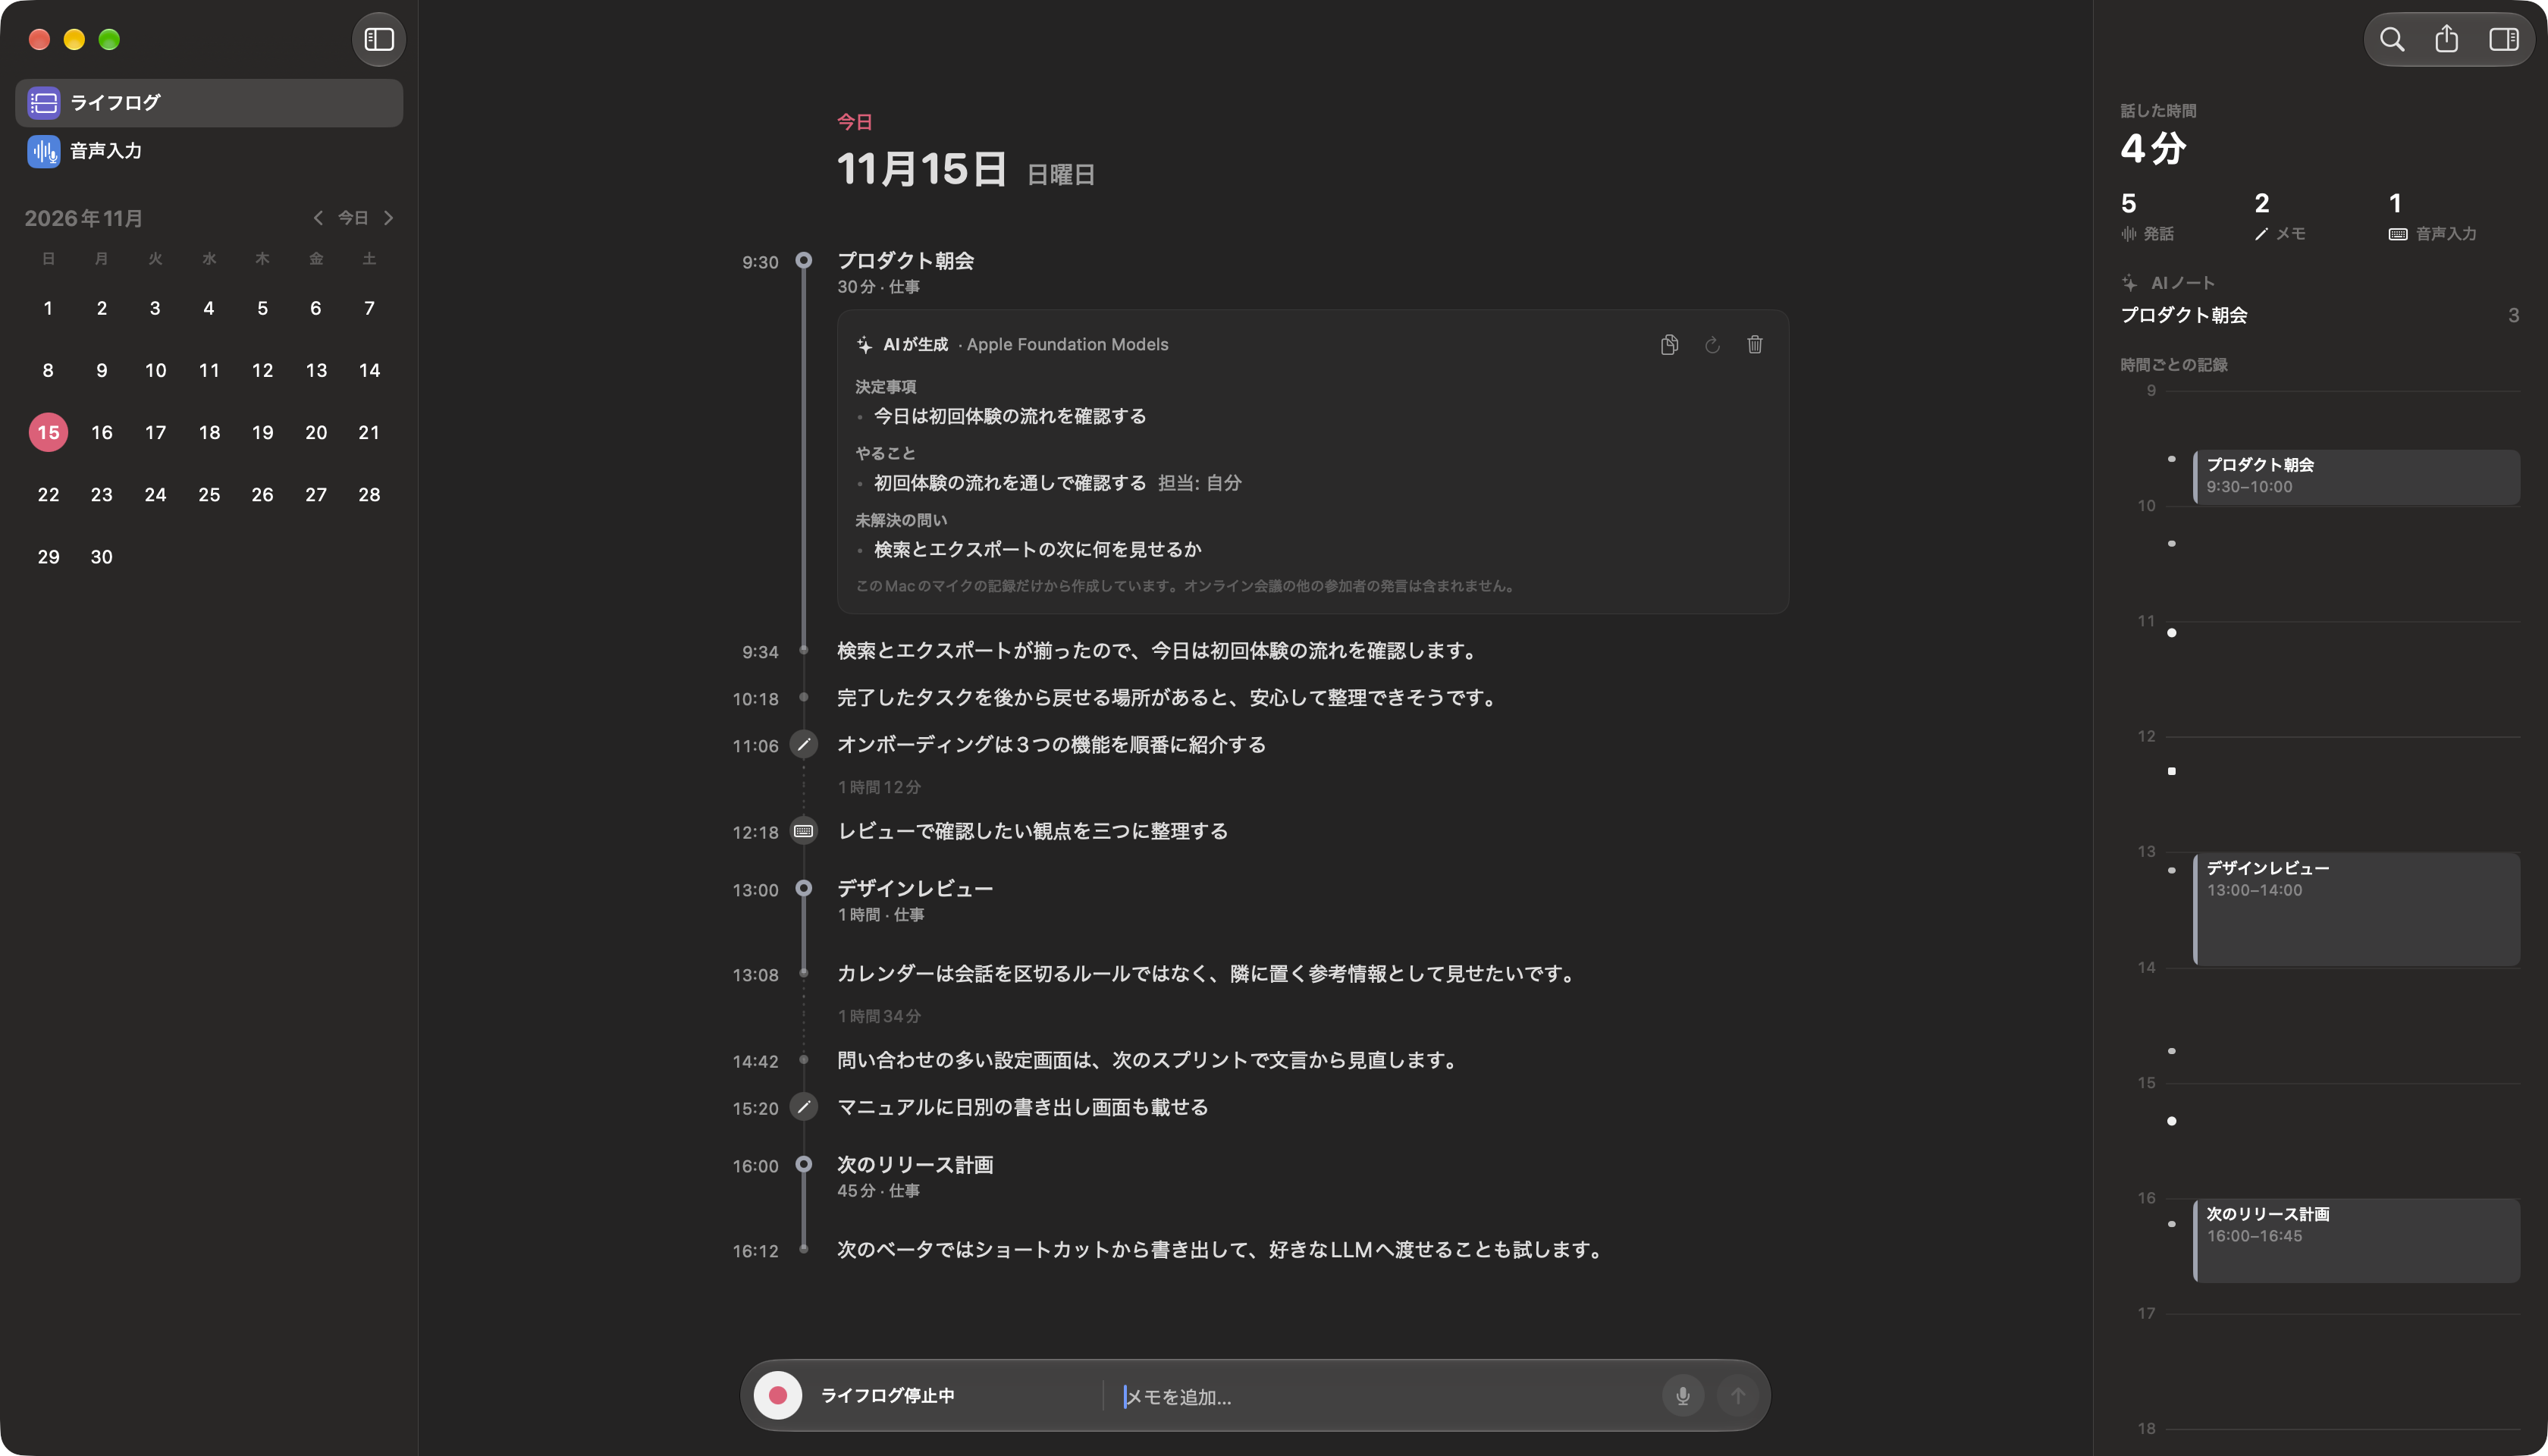 ライフログ
音声入力
2026年11月
今日
日 月 火 水 木 金 土
1 2 3 4 5 6 7
8 9 10 11 12 13 14
15 16 17 18 19 20 21
22 23 24 25 26 27 28
29 30
今日
11月15日 日曜日
9:30 プロダクト朝会
30分 · 仕事
AIが生成 · Apple Foundation Models
決定事項
• 今日は初回体験の流れを確認する
やること
• 初回体験の流れを通しで確認する 担当: 自分
未解決の問い
• 検索とエクスポートの次に何を見せるか
このMacのマイクの記録だけから作成しています。オンライン会議の他の参加者の発言は含まれません。
9:34 検索とエクスポートが揃ったので、今日は初回体験の流れを確認します。
10:18 完了したタスクを後から戻せる場所があると、安心して整理できそうです。
11:06 オンボーディングは3つの機能を順番に紹介する
1時間12分
12:18 レビューで確認したい観点を三つに整理する
13:00 デザインレビュー
1時間 · 仕事
13:08 カレンダーは会話を区切るルールではなく、隣に置く参考情報として見せたいです。
1時間34分
14:42 問い合わせの多い設定画面は、次のスプリントで文言から見直します。
15:20 マニュアルに日別の書き出し画面も載せる
16:00 次のリリース計画
45分 · 仕事
16:12 次のベータではショートカットから書き出して、好きなLLMへ渡せることも試します。
ライフログ停止中
メモを追加...
話した時間
4分
5 2 1
発話 メモ 音声入力
AIノート
プロダクト朝会 3
時間ごとの記録
9
プロダクト朝会
9:30–10:00
10
11
12
13
デザインレビュー
13:00–14:00
14
15
16
次のリリース計画
16:00–16:45
17
18